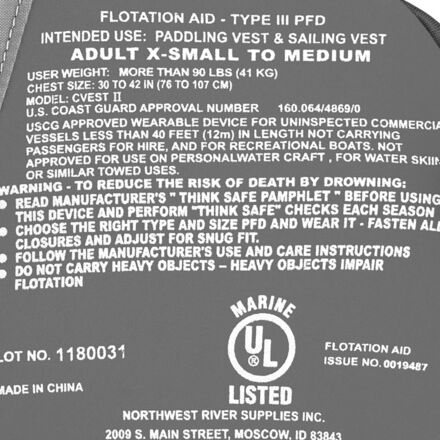 FLOTATION AID - TYPE III PFD
INTENDED USE: PADDLING VEST & SAILING VEST
ADULT X-SMALL TO MEDIUM
USER WEIGHT: MORE THAN 90 LBS (41 KG)
CHEST SIZE: 30 TO 42 IN (76 TO 107 CM)
MODEL: CVEST II
U.S. COAST GUARD APPROVAL NUMBER 160.064/4869/0
USCG APPROVED WEARABLE DEVICE FOR UNINSPECTED COMMERCIA
VESSELS LESS THAN 40 FEET (12m) IN LENGTH NOT CARRYING
PASSENGERS FOR HIRE, AND FOR RECREATIONAL BOATS. NOT
APPROVED FOR USE ON PERSONALWATER CRAFT , FOR WATER SKIIN
OR SIMILAR TOWED USES.
WARNING - TO REDUCE THE RISK OF DEATH BY DROWNING:
● READ MANUFACTURER'S " THINK SAFE PAMPHLET " BEFORE USING
THIS DEVICE AND PERFORM "THINK SAFE" CHECKS EACH SEASON
● CHOOSE THE RIGHT TYPE AND SIZE PFD AND WEAR IT - FASTEN ALL
CLOSURES AND ADJUST FOR SNUG FIT.
● FOLLOW THE MANUFACTURER'S USE AND CARE INSTRUCTIONS
● DO NOT CARRY HEAVY OBJECTS – HEAVY OBJECTS IMPAIR
FLOTATION
MARINE
UL ®
LISTED
LOT NO. 1180031
FLOTATION AID
ISSUE NO. 0019487
MADE IN CHINA
NORTHWEST RIVER SUPPLIES INC.
2009 S. MAIN STREET, MOSCOW, ID 83843